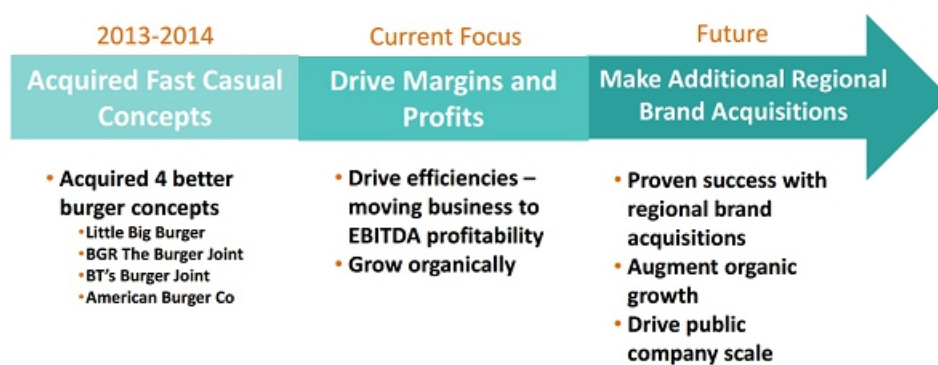 2013-2014
Acquired Fast Casual
Concepts
• Acquired 4 better
burger concepts
•Little Big Burger
•BGR The Burger Joint
•BT's Burger Joint
•American Burger Co
Current Focus
Drive Margins and
Profits
• Drive efficiencies –
moving business to
EBITDA profitability
• Grow organically
Future
Make Additional Regional
Brand Acquisitions
• Proven success with
regional brand
acquisitions
• Augment organic
growth
• Drive public
company scale